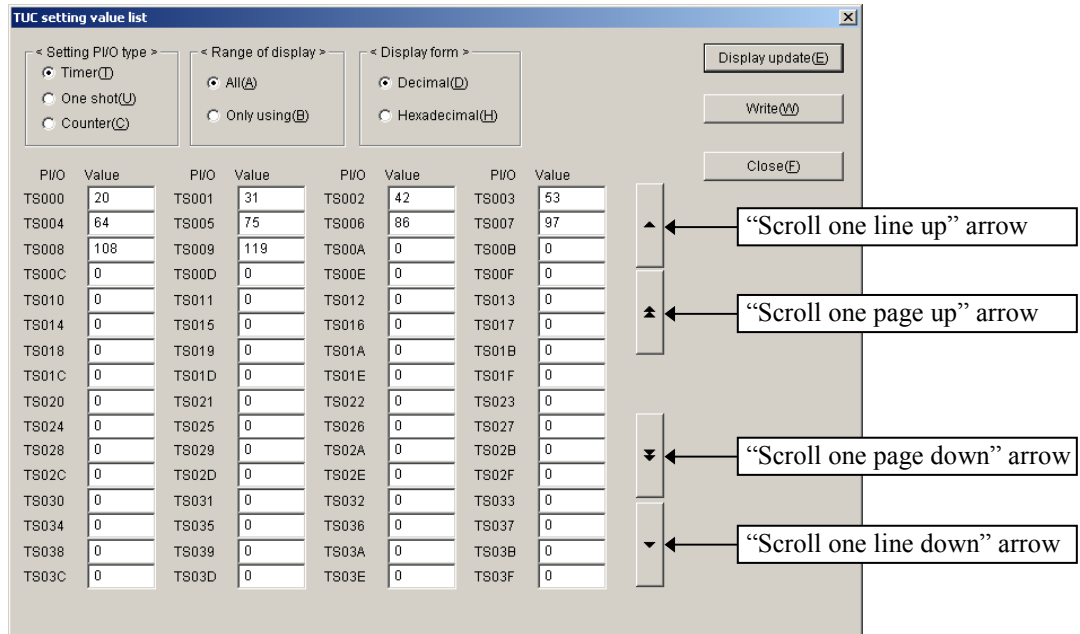 TUC setting value list
< Setting PI/O type > < Range of display > < Display form >
Timer(T) All(A) Decimal(D) Display update(E)
One shot(U) Only using(B) Hexadecimal(H) Write(W)
Counter(C)
Close(F)
PI/O Value PI/O Value PI/O Value PI/O Value
TS000 20 TS001 31 TS002 42 TS003 53
TS004 64 TS005 75 TS006 86 TS007 97 “Scroll one line up” arrow
TS008 108 TS009 119 TS00A 0 TS00B 0
TS00C 0 TS00D 0 TS00E 0 TS00F 0
TS010 0 TS011 0 TS012 0 TS013 0 “Scroll one page up” arrow
TS014 0 TS015 0 TS016 0 TS017 0
TS018 0 TS019 0 TS01A 0 TS01B 0
TS01C 0 TS01D 0 TS01E 0 TS01F 0
TS020 0 TS021 0 TS022 0 TS023 0
TS024 0 TS025 0 TS026 0 TS027 0
TS028 0 TS029 0 TS02A 0 TS02B 0 “Scroll one page down” arrow
TS02C 0 TS02D 0 TS02E 0 TS02F 0
TS030 0 TS031 0 TS032 0 TS033 0
TS034 0 TS035 0 TS036 0 TS037 0
TS038 0 TS039 0 TS03A 0 TS03B 0 “Scroll one line down” arrow
TS03C 0 TS03D 0 TS03E 0 TS03F 0